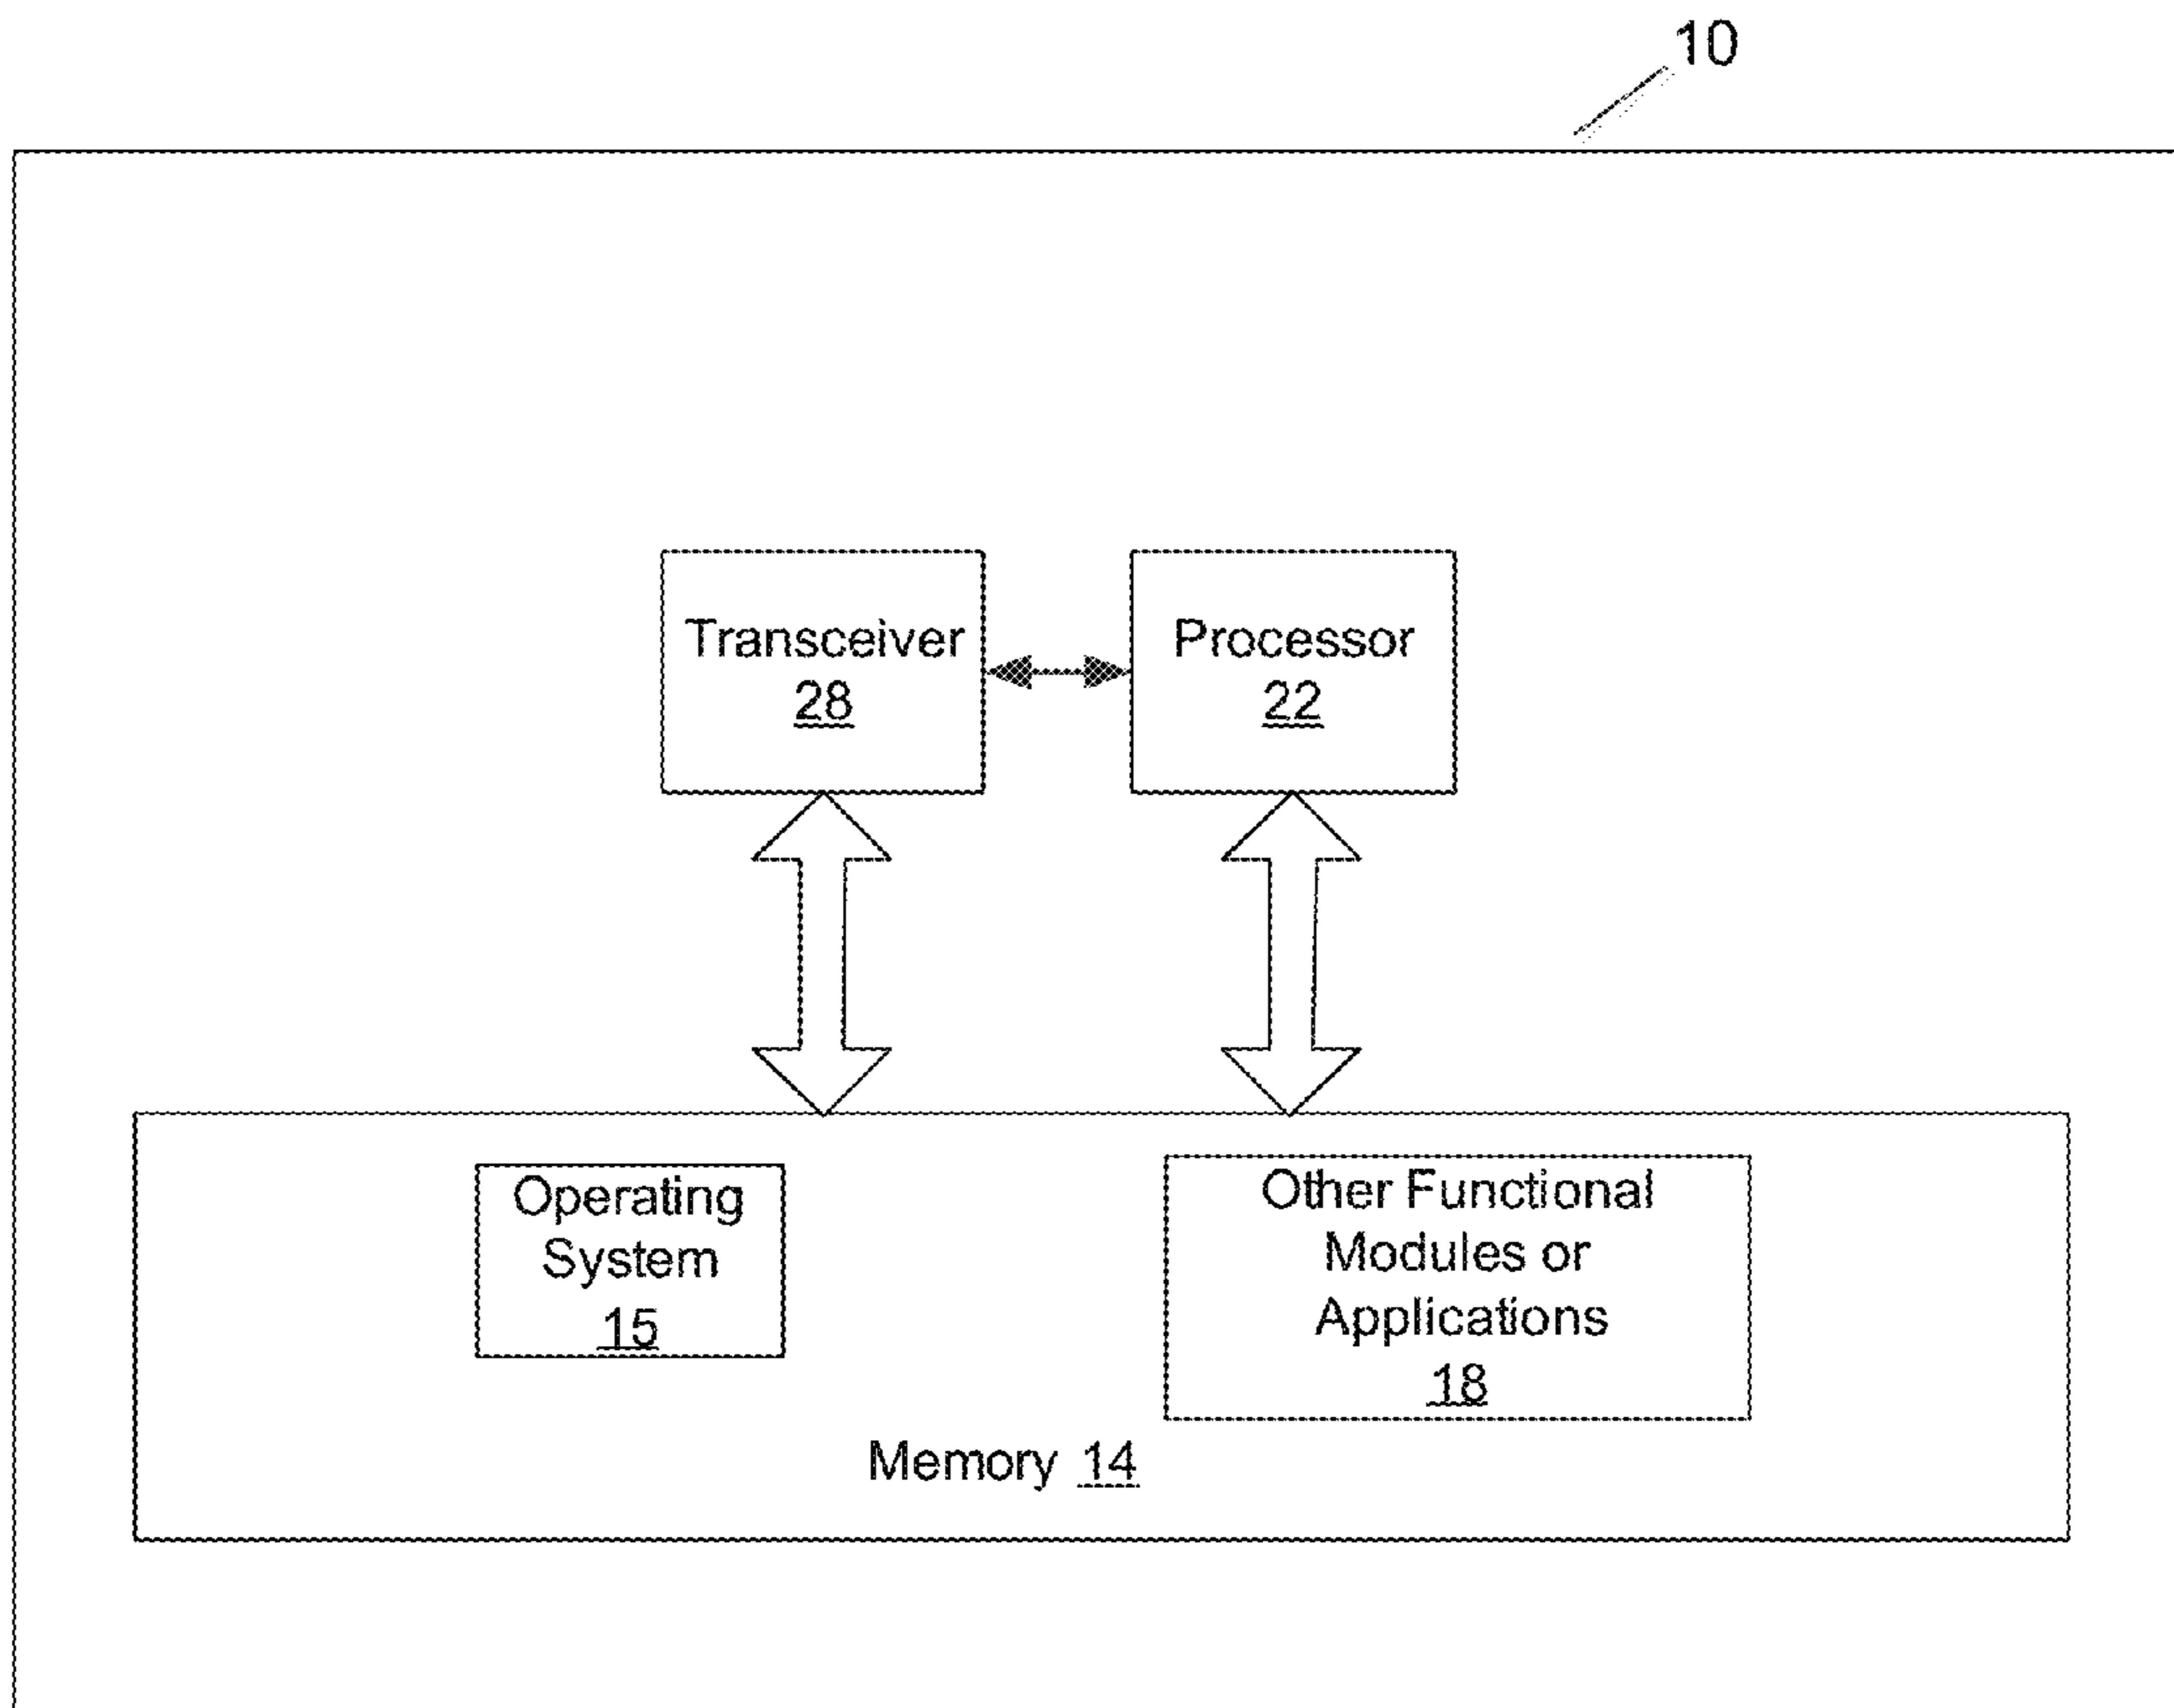 10
Transceiver
28
Processor
22
Operating
System
15
Other Functional
Modules or
Applications
18
Memory 14